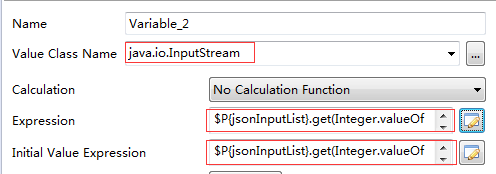 Name Variable_2
Value Class Name java.io.InputStream ...
Calculation No Calculation Function
Expression $P{jsonInputList}.get(Integer.valueOf
Initial Value Expression $P{jsonInputList}.get(Integer.valueOf